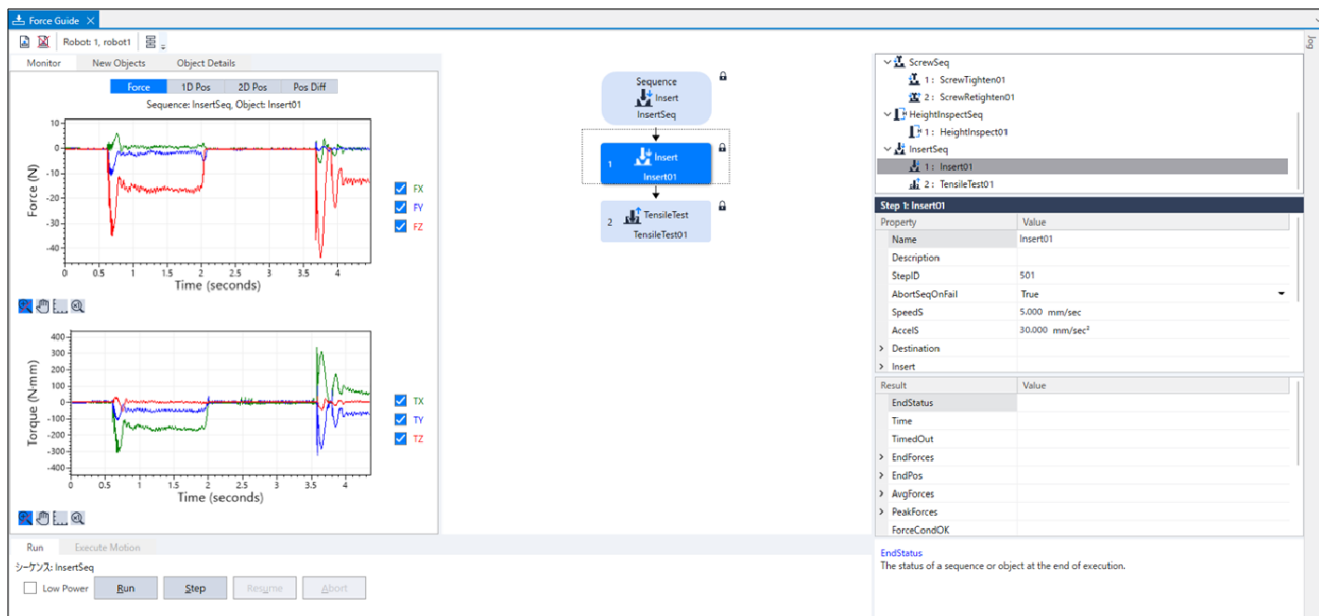 Force Guide
Robot: 1, robot1
Jog
Monitor New Objects Object Details
Force 1D Pos 2D Pos Pos Diff
Sequence: InsertSeq, Object: Insert01
10
0
-10
-20
-30
-40
Force (N)
0 0.5 1 1.5 2 2.5 3 3.5 4
Time (seconds)
FX
FY
FZ
400
300
200
100
0
-100
-200
-300
-400
Torque (N·mm)
0 0.5 1 1.5 2 2.5 3 3.5 4
Time (seconds)
TX
TY
TZ
Run Execute Motion
シーケンス: InsertSeq
Low Power Run Step Resume Abort
Sequence
Insert
InsertSeq
1 Insert
Insert01
2 TensileTest
TensileTest01
ScrewSeq
1 : ScrewTighten01
2 : ScrewRetighten01
HeightInspectSeq
1 : HeightInspect01
InsertSeq
1 : Insert01
2 : TensileTest01
Step 1: Insert01
Property Value
Name Insert01
Description
StepID 501
AbortSeqOnFail True
SpeedS 5.000 mm/sec
AccelS 30.000 mm/sec²
Destination
Insert
Result Value
EndStatus
Time
TimedOut
EndForces
EndPos
AvgForces
PeakForces
ForceCondOK
EndStatus
The status of a sequence or object at the end of execution.